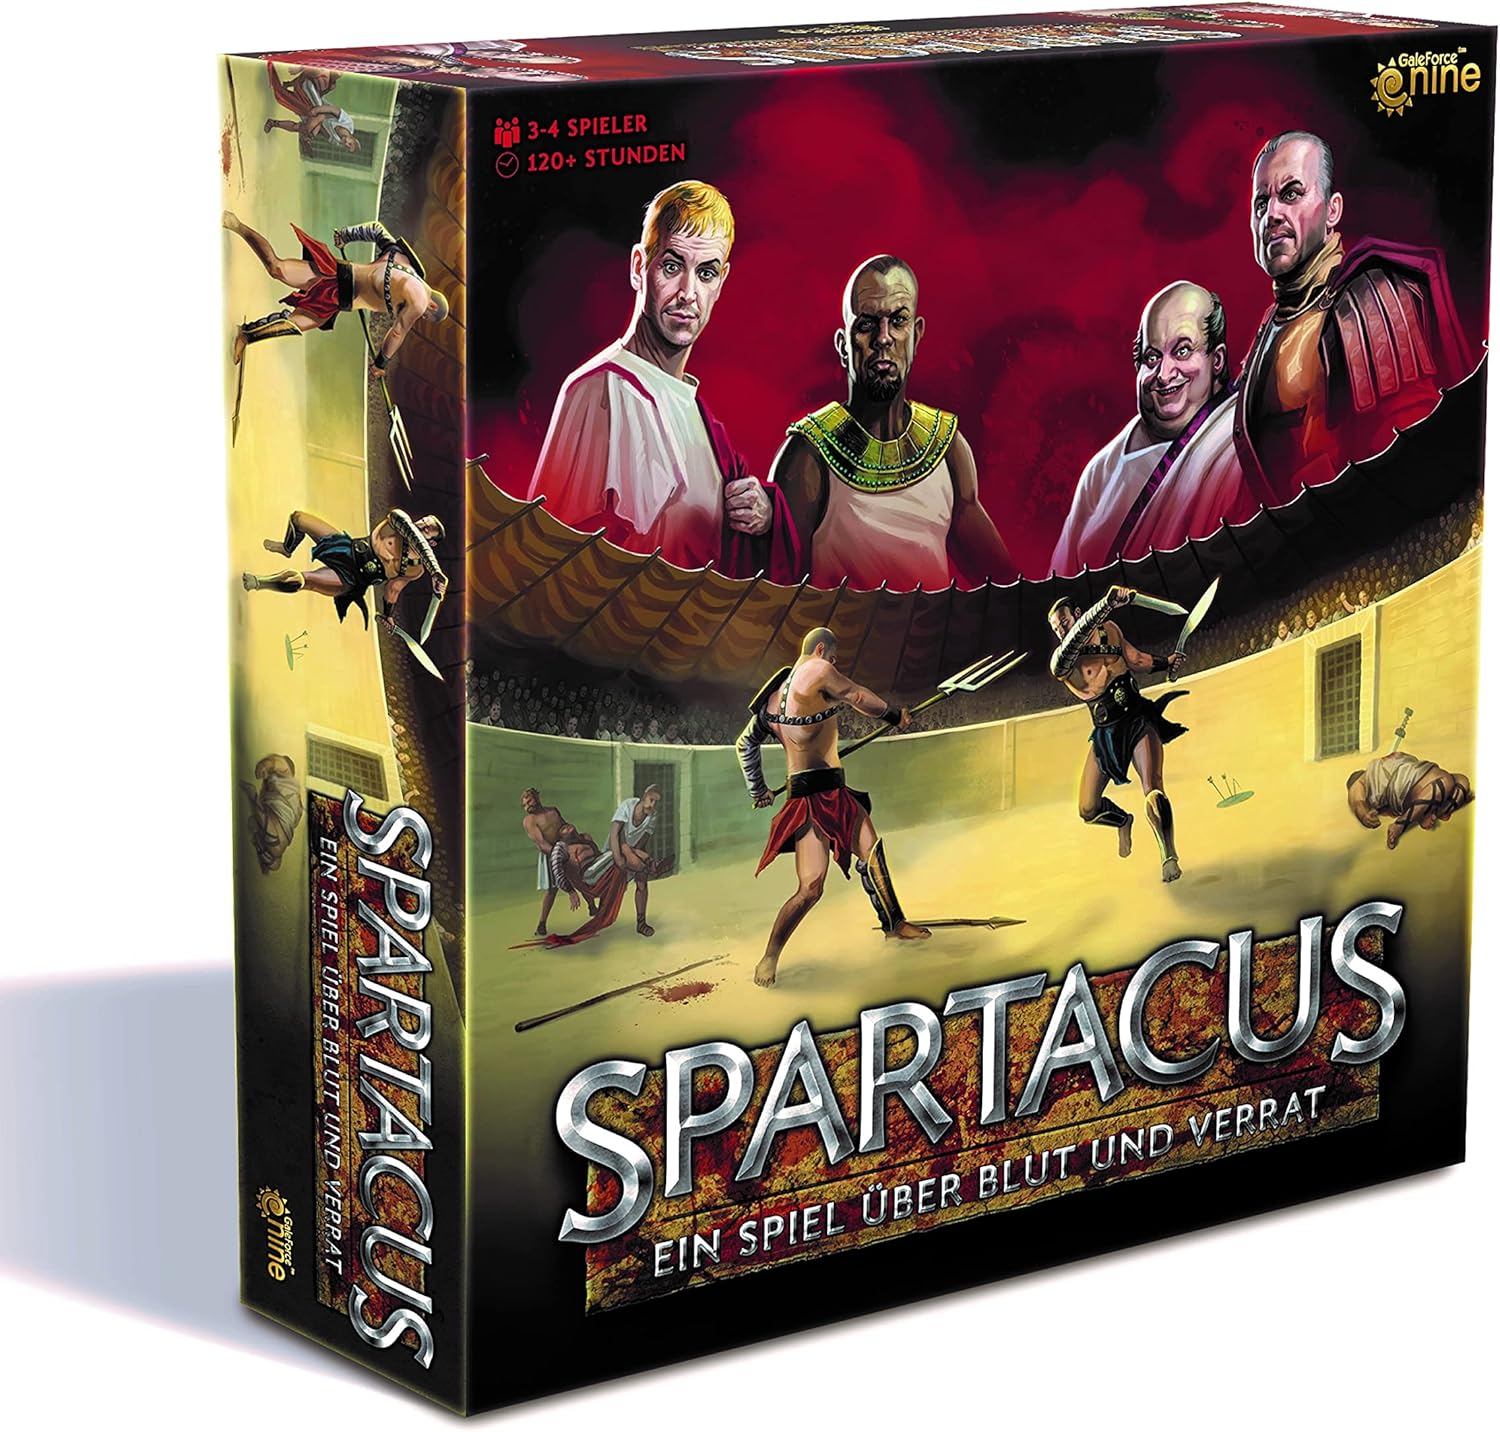 GaleForce
nine
3-4 SPIELER
120+ STUNDEN
SPARTACUS
EIN SPIEL ÜBER BLUT UND VERRAT
SPARTACUS
EIN SPIEL ÜBER BLUT UND VERRAT
GaleForce
nine
SPARTACUS